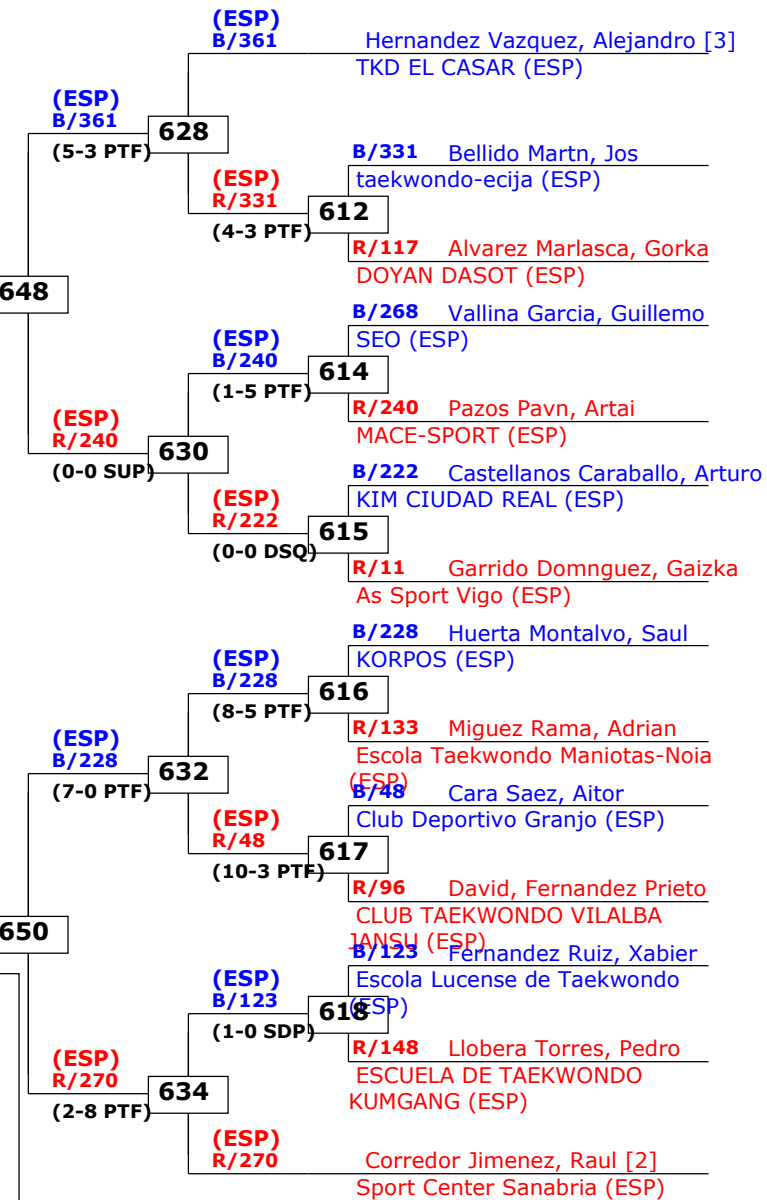 (ESP)
B/361
Hernandez Vazquez, Alejandro [3]
TKD EL CASAR (ESP)
(ESP)
B/361
628
(5-3 PTF)
B/331 Bellido Martn, Jos
taekwondo-ecija (ESP)
(ESP)
R/331
612
(4-3 PTF)
R/117 Alvarez Marlasca, Gorka
DOYAN DASOT (ESP)
648
B/268 Vallina Garcia, Guillemo
SEO (ESP)
(ESP)
B/240
614
(1-5 PTF)
R/240 Pazos Pavn, Artai
MACE-SPORT (ESP)
(ESP)
R/240
630
(0-0 SUP)
B/222 Castellanos Caraballo, Arturo
KIM CIUDAD REAL (ESP)
(ESP)
R/222
615
(0-0 DSQ)
R/11 Garrido Domnguez, Gaizka
As Sport Vigo (ESP)
B/228 Huerta Montalvo, Saul
KORPOS (ESP)
(ESP)
B/228
616
(8-5 PTF)
R/133 Miguez Rama, Adrian
Escola Taekwondo Maniotas-Noia
(ESP)
(ESP)
B/228
632
(7-0 PTF)
B/48 Cara Saez, Aitor
Club Deportivo Granjo (ESP)
(ESP)
R/48
617
(10-3 PTF)
R/96 David, Fernandez Prieto
CLUB TAEKWONDO VILALBA
JANSU (ESP)
650
B/123 Fernandez Ruiz, Xabier
Escola Lucense de Taekwondo
(ESP)
(ESP)
B/123
618
(1-0 SDP)
R/148 Llobera Torres, Pedro
ESCUELA DE TAEKWONDO
KUMGANG (ESP)
(ESP)
R/270
634
(2-8 PTF)
(ESP)
R/270
Corredor Jimenez, Raul [2]
Sport Center Sanabria (ESP)